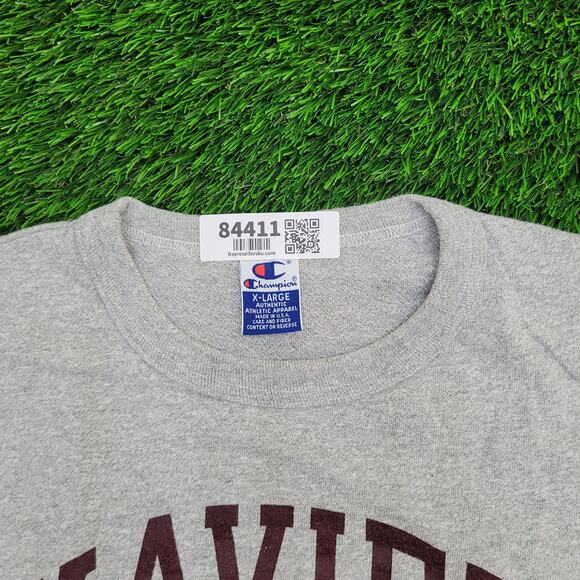 84411
freeresellersku.com
Champion
X-LARGE
AUTHENTIC
ATHLETIC APPAREL
MADE IN U.S.A.
CARE AND FIBER
CONTENT ON REVERSE